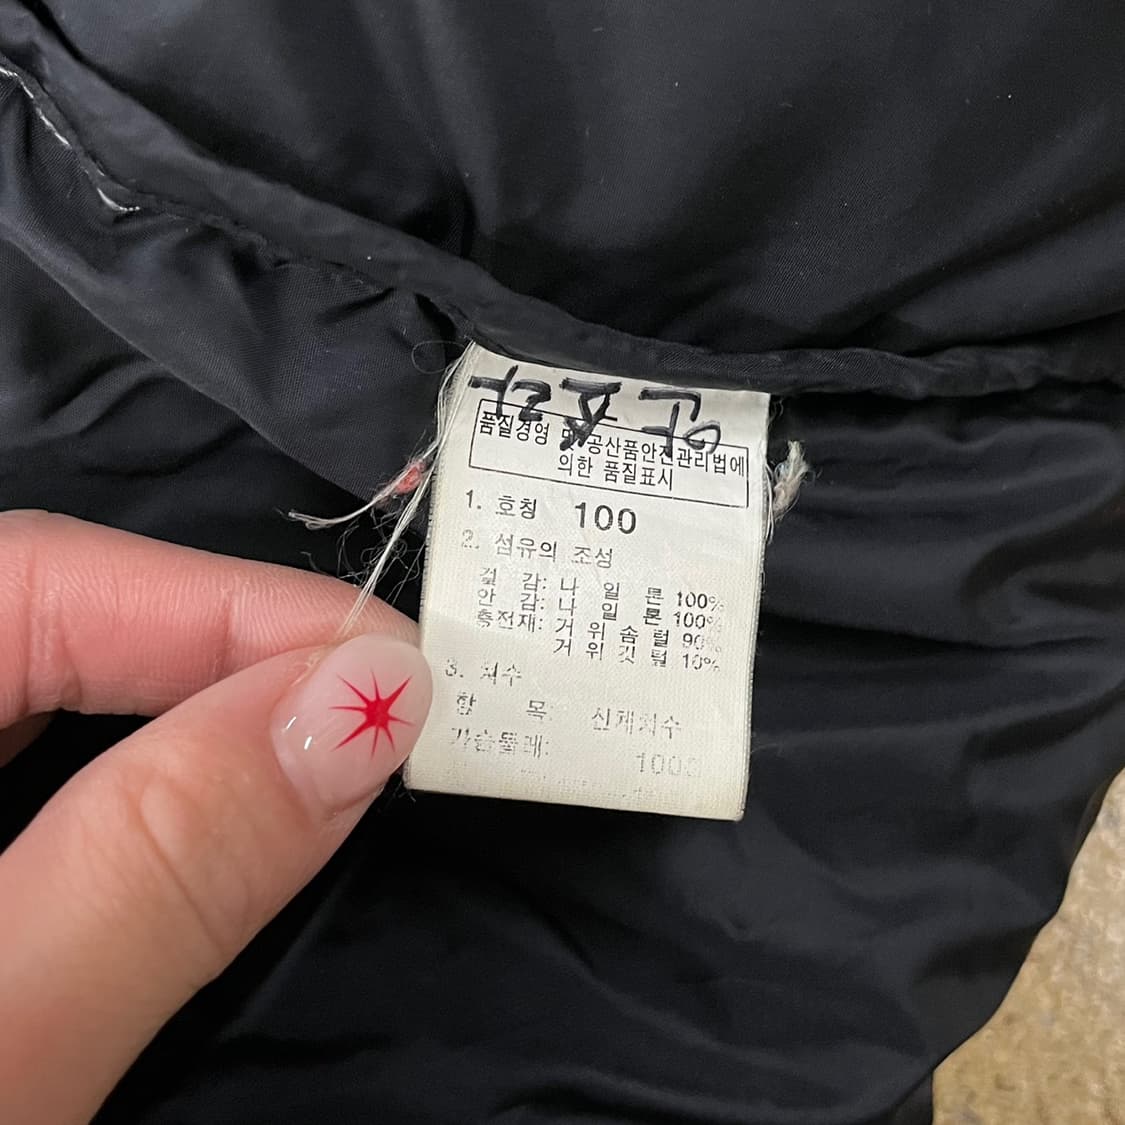 품질경영 및 공산품안전관리법에
의한 품질표시
1. 호칭 100
2. 섬유의 조성
겉 감: 나 일 론 100%
안 감: 나 일 론 100%
충전재: 거 위 솜 털 90%
거 위 깃 털 10%
3. 치수
항 목: 신체치수
가슴둘레: